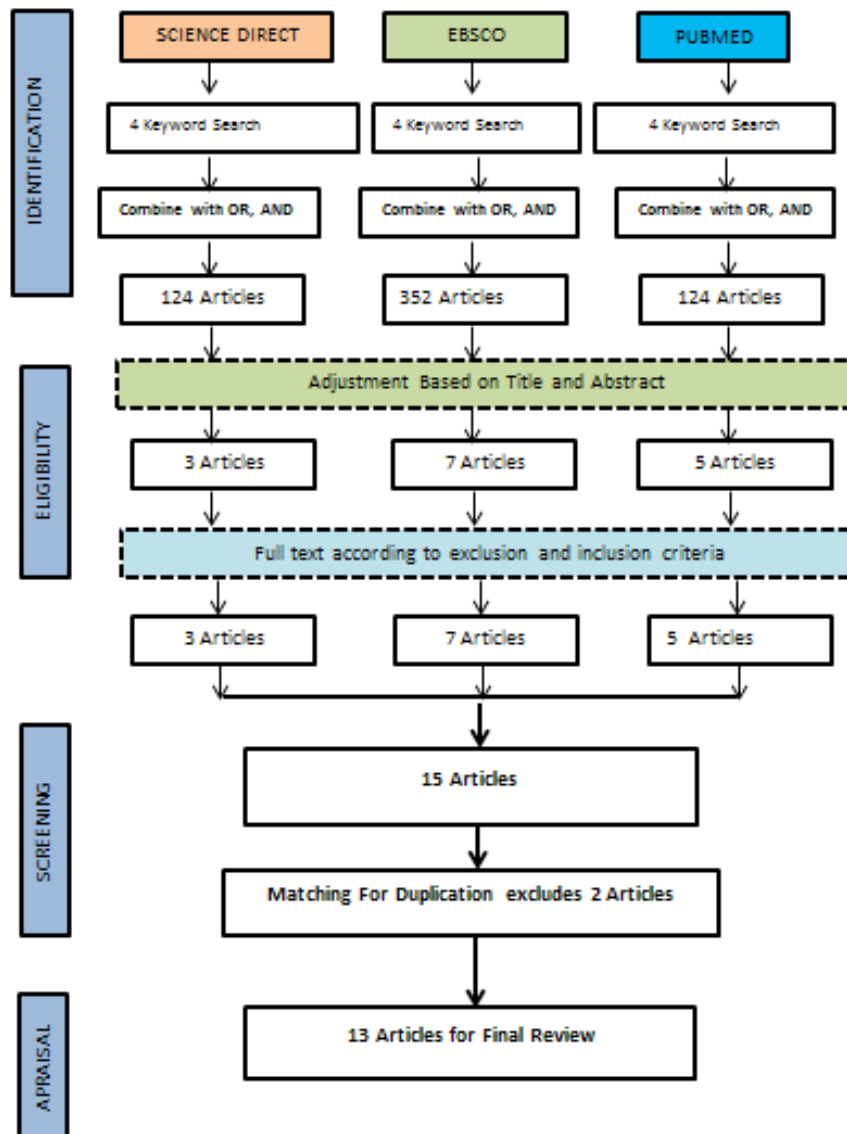 IDENTIFICATION
SCIENCE DIRECT
EBSCO
PUBMED
4 Keyword Search
4 Keyword Search
4 Keyword Search
Combine with OR, AND
Combine with OR, AND
Combine with OR, AND
124 Articles
352 Articles
124 Articles
ELIGIBILITY
Adjustment Based on Title and Abstract
3 Articles
7 Articles
5 Articles
Full text according to exclusion and inclusion criteria
3 Articles
7 Articles
5 Articles
SCREENING
15 Articles
Matching For Duplication excludes 2 Articles
APRAISAL
13 Articles for Final Review